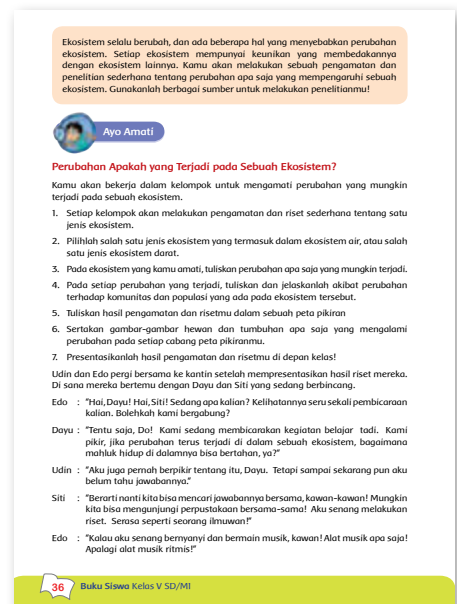 Ekosistem selalu berubah, dan ada beberapa hal yang menyebabkan perubahan
ekosistem. Setiap ekosistem mempunyai keunikan yang membedakannya
dengan ekosistem lainnya. Kamu akan melakukan sebuah pengamatan dan
penelitian sederhana tentang perubahan apa saja yang mempengaruhi sebuah
ekosistem. Gunakanlah berbagai sumber untuk melakukan penelitianmu!
Ayo Amati
Perubahan Apakah yang Terjadi pada Sebuah Ekosistem?
Kamu akan bekerja dalam kelompok untuk mengamati perubahan yang mungkin
terjadi pada sebuah ekosistem.
1. Setiap kelompok akan melakukan pengamatan dan riset sederhana tentang satu
jenis ekosistem.
2. Pilihlah salah satu jenis ekosistem yang termasuk dalam ekosistem air, atau salah
satu jenis ekosistem darat.
3. Pada ekosistem yang kamu amati, tuliskan perubahan apa saja yang mungkin terjadi.
4. Pada setiap perubahan yang terjadi, tuliskan dan jelaskanlah akibat perubahan
terhadap komunitas dan populasi yang ada pada ekosistem tersebut.
5. Tuliskan hasil pengamatan dan risetmu dalam sebuah peta pikiran
6. Sertakan gambar-gambar hewan dan tumbuhan apa saja yang mengalami
perubahan pada setiap cabang peta pikiranmu.
7. Presentasikanlah hasil pengamatan dan risetmu di depan kelas!
Udin dan Edo pergi bersama ke kantin setelah mempresentasikan hasil riset mereka.
Di sana mereka bertemu dengan Dayu dan Siti yang sedang berbincang.
Edo : "Hai, Dayu! Hai, Siti! Sedang apa kalian? Kelihatannya seru sekali pembicaraan
kalian. Bolehkah kami bergabung?
Dayu : "Tentu saja, Do! Kami sedang membicarakan kegiatan belajar tadi. Kami
pikir, jika perubahan terus terjadi di dalam sebuah ekosistem, bagaimana
mahluk hidup di dalamnya bisa bertahan, ya?"
Udin : "Aku juga pernah berpikir tentang itu, Dayu. Tetapi sampai sekarang pun aku
belum tahu jawabannya."
Siti : "Berarti nanti kita bisa mencari jawabannya bersama, kawan-kawan! Mungkin
kita bisa mengunjungi perpustakaan bersama-sama! Aku senang melakukan
riset. Serasa seperti seorang ilmuwan!"
Edo : "Kalau aku senang bernyanyi dan bermain musik, kawan! Alat musik apa saja!
Apalagi alat musik ritmis!"
36 Buku Siswa Kelas V SD/MI